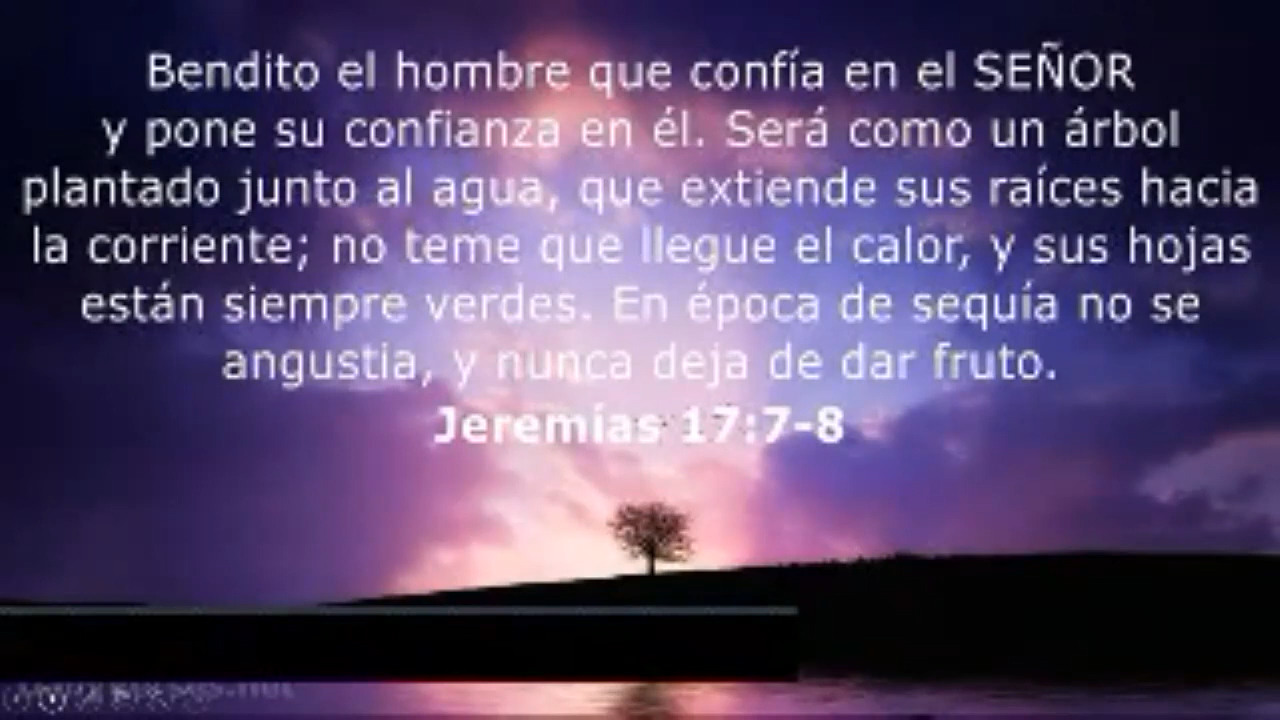 Bendito el hombre que confía en el SEÑOR
y pone su confianza en él. Será como un árbol
plantado junto al agua, que extiende sus raíces hacia
la corriente; no teme que llegue el calor, y sus hojas
están siempre verdes. En época de sequía no se
angustia, y nunca deja de dar fruto.
Jeremías 17:7-8